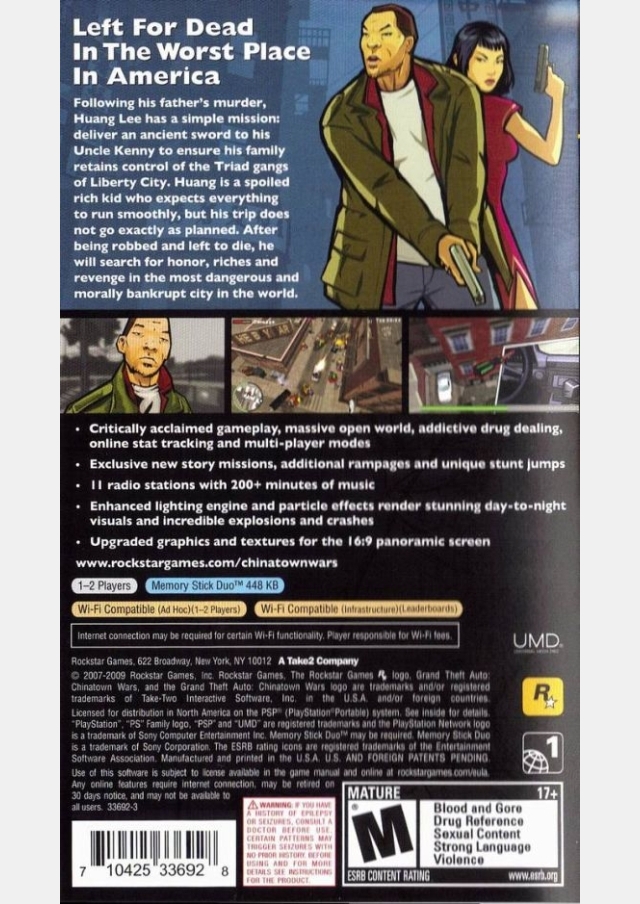 Left For Dead
In The Worst Place
In America
Following his father's murder,
Huang Lee has a simple mission:
deliver an ancient sword to his
Uncle Kenny to ensure his family
retains control of the Triad gangs
of Liberty City. Huang is a spoiled
rich kid who expects everything
to run smoothly, but his trip does
not go exactly as planned. After
being robbed and left to die, he
will search for honor, riches and
revenge in the most dangerous and
morally bankrupt city in the world.
• Critically acclaimed gameplay, massive open world, addictive drug dealing,
online stat tracking and multi-player modes
• Exclusive new story missions, additional rampages and unique stunt jumps
• 11 radio stations with 200+ minutes of music
• Enhanced lighting engine and particle effects render stunning day-to-night
visuals and incredible explosions and crashes
• Upgraded graphics and textures for the 16:9 panoramic screen
www.rockstargames.com/chinatownwars
1–2 Players
Memory Stick Duo™ 448 KB
Wi-Fi Compatible (Ad Hoc)(1–2 Players)
Wi-Fi Compatible (Infrastructure)(Leaderboards)
Internet connection may be required for certain Wi-Fi functionality. Player responsible for Wi-Fi fees.
UMD
Rockstar Games, 622 Broadway, New York, NY 10012 A Take2 Company
© 2007-2009 Rockstar Games, Inc. Rockstar Games, The Rockstar Games R logo, Grand Theft Auto:
Chinatown Wars, and the Grand Theft Auto: Chinatown Wars logo are trademarks and/or registered
trademarks of Take-Two Interactive Software, Inc. in the U.S.A. and/or foreign countries.
Licensed for distribution in North America on the PSP® (PlayStation®Portable) system. See inside for details.
"PlayStation", "PS" Family logo, "PSP" and "UMD" are registered trademarks and the PlayStation Network logo
is a trademark of Sony Computer Entertainment Inc. Memory Stick Duo™ may be required. Memory Stick Duo
is a trademark of Sony Corporation. The ESRB rating icons are registered trademarks of the Entertainment
Software Association. Manufactured and printed in the U.S.A. U.S. AND FOREIGN PATENTS PENDING.
Use of this software is subject to license available in the game manual and online at rockstargames.com/eula.
Any online features require internet connection, may be retired on
30 days notice, and may not be available to
all users. 33692-3
R
1
⚠ WARNING: IF YOU HAVE
A HISTORY OF EPILEPSY
OR SEIZURES, CONSULT A
DOCTOR BEFORE USE.
CERTAIN PATTERNS MAY
TRIGGER SEIZURES WITH
NO PRIOR HISTORY. BEFORE
USING AND FOR MORE
DETAILS SEE INSTRUCTIONS
FOR THE PRODUCT.
MATURE 17+
M
Blood and Gore
Drug Reference
Sexual Content
Strong Language
Violence
ESRB CONTENT RATING www.esrb.org
7 10425 33692 8